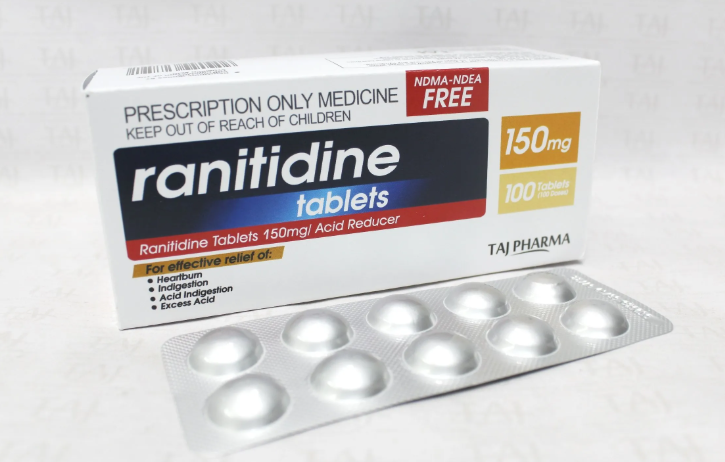 NDMA-NDEA
FREE
PRESCRIPTION ONLY MEDICINE
KEEP OUT OF REACH OF CHILDREN
ranitidine
tablets
Ranitidine Tablets 150mg/ Acid Reducer
150mg
100 Tablets
For effective relief of:
• Heartburn
• Indigestion
• Acid Indigestion
• Excess Acid
TAJ PHARMA
TAJ